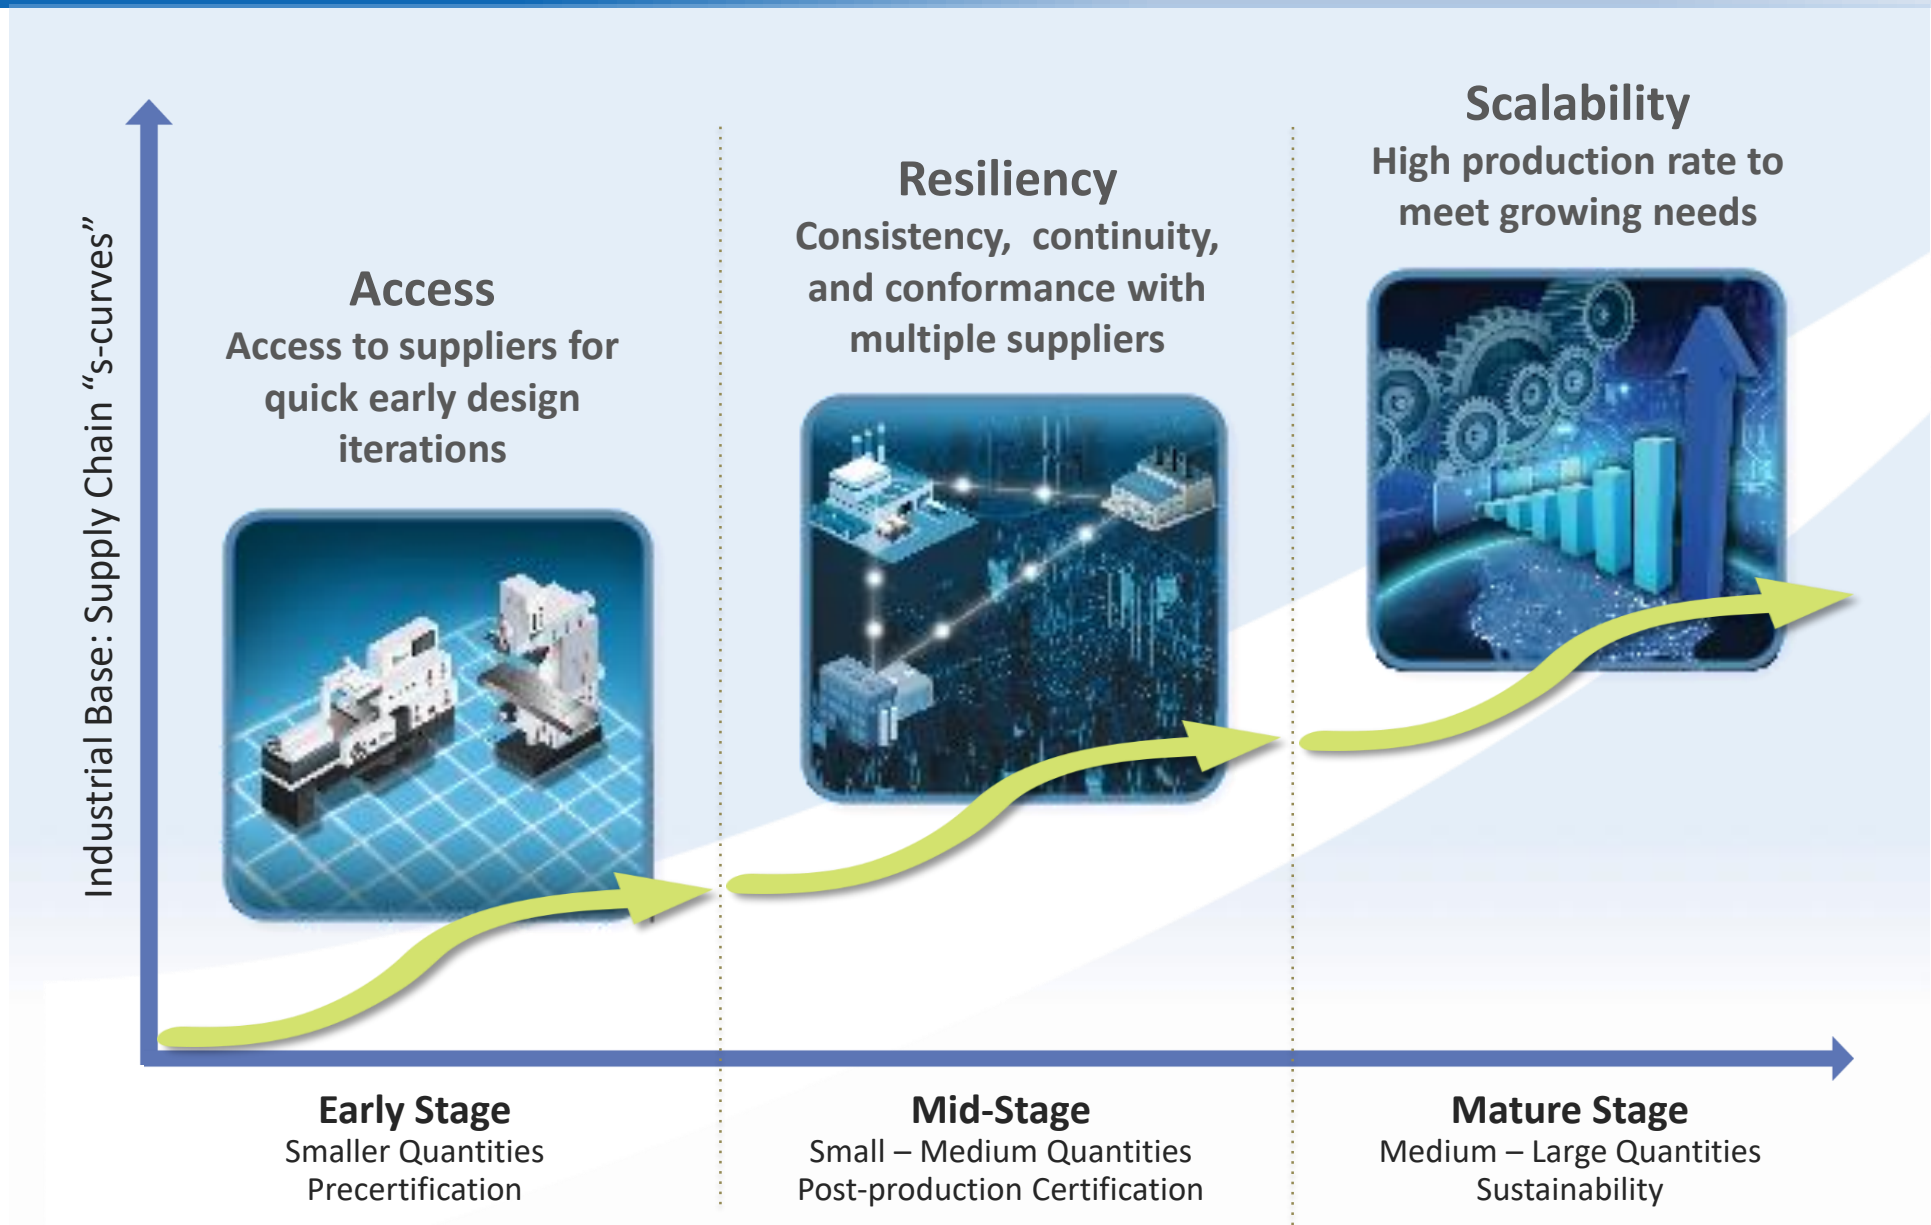 Industrial Base: Supply Chain “s-curves”
Access
Access to suppliers for
quick early design
iterations
Resiliency
Consistency, continuity,
and conformance with
multiple suppliers
Scalability
High production rate to
meet growing needs
Early Stage
Smaller Quantities
Precertification
Mid-Stage
Small – Medium Quantities
Post-production Certification
Mature Stage
Medium – Large Quantities
Sustainability